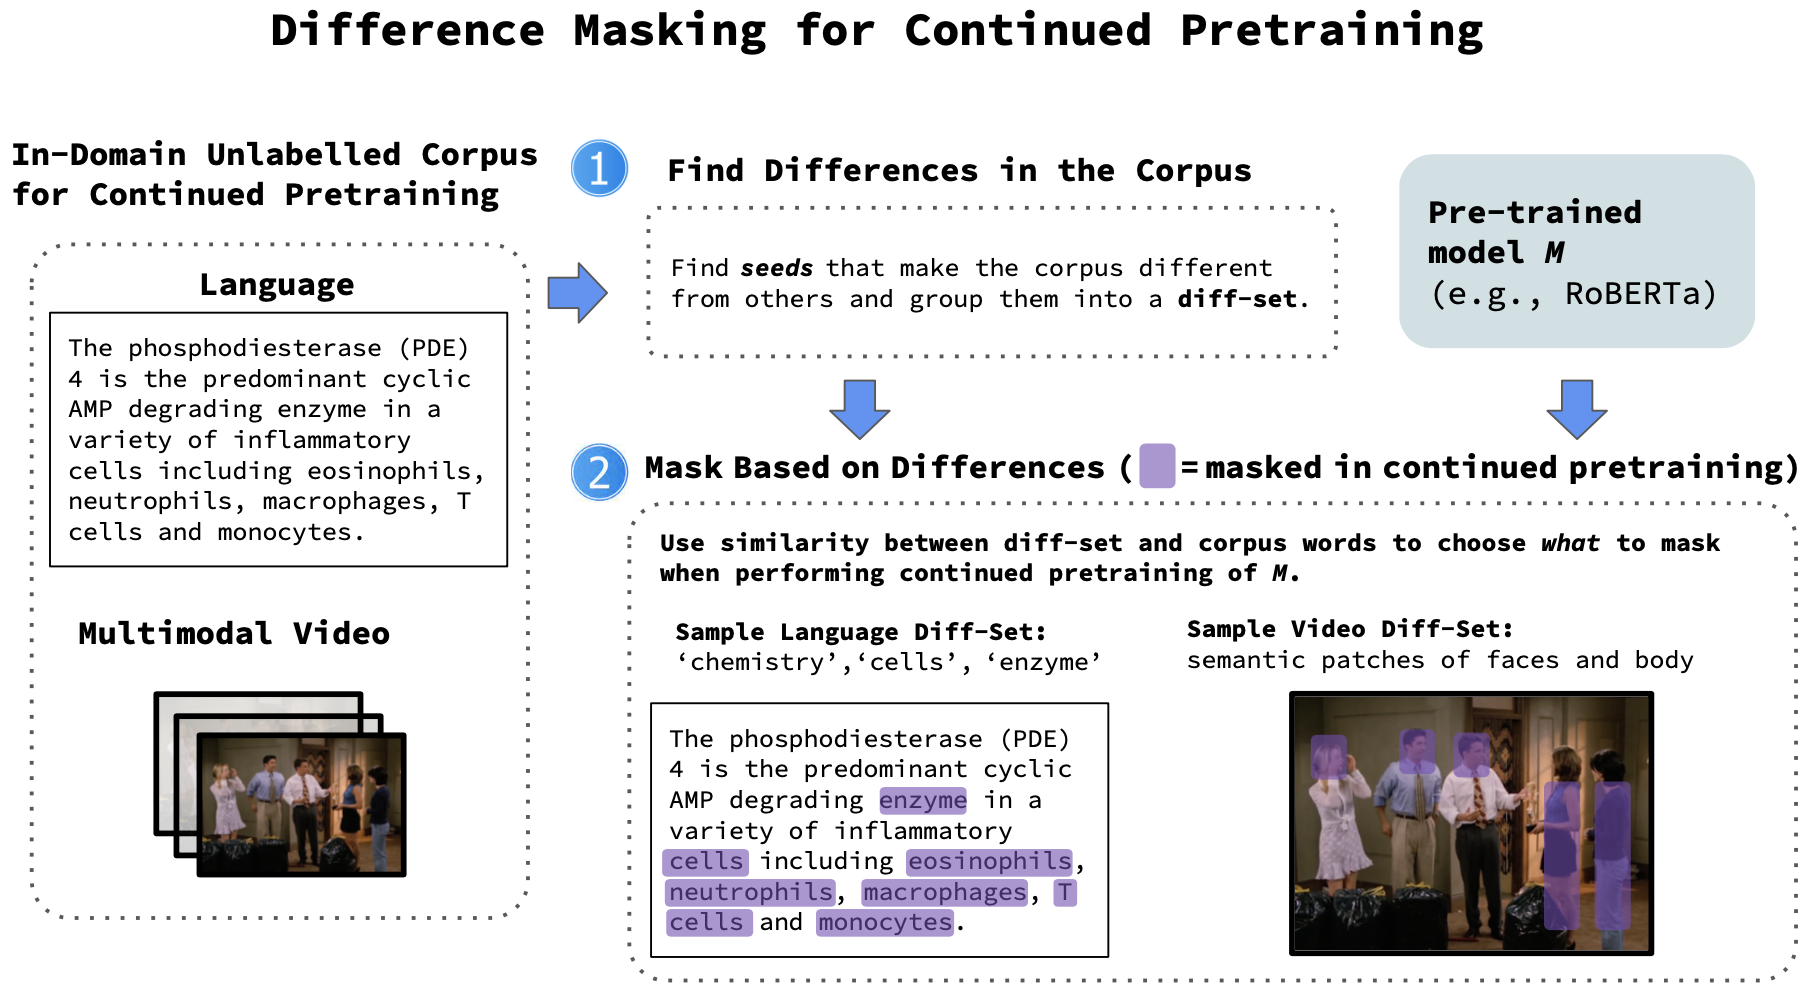 Difference Masking for Continued Pretraining
In-Domain Unlabelled Corpus
for Continued Pretraining
Language
The phosphodiesterase (PDE)
4 is the predominant cyclic
AMP degrading enzyme in a
variety of inflammatory
cells including eosinophils,
neutrophils, macrophages, T
cells and monocytes.
Multimodal Video
1
Find Differences in the Corpus
Find seeds that make the corpus different
from others and group them into a diff-set.
Pre-trained
model M
(e.g., RoBERTa)
2
Mask Based on Differences ( = masked in continued pretraining)
Use similarity between diff-set and corpus words to choose what to mask
when performing continued pretraining of M.
Sample Language Diff-Set:
‘chemistry’,‘cells’, ‘enzyme’
The phosphodiesterase (PDE)
4 is the predominant cyclic
AMP degrading enzyme in a
variety of inflammatory
cells including eosinophils,
neutrophils, macrophages, T
cells and monocytes.
Sample Video Diff-Set:
semantic patches of faces and body